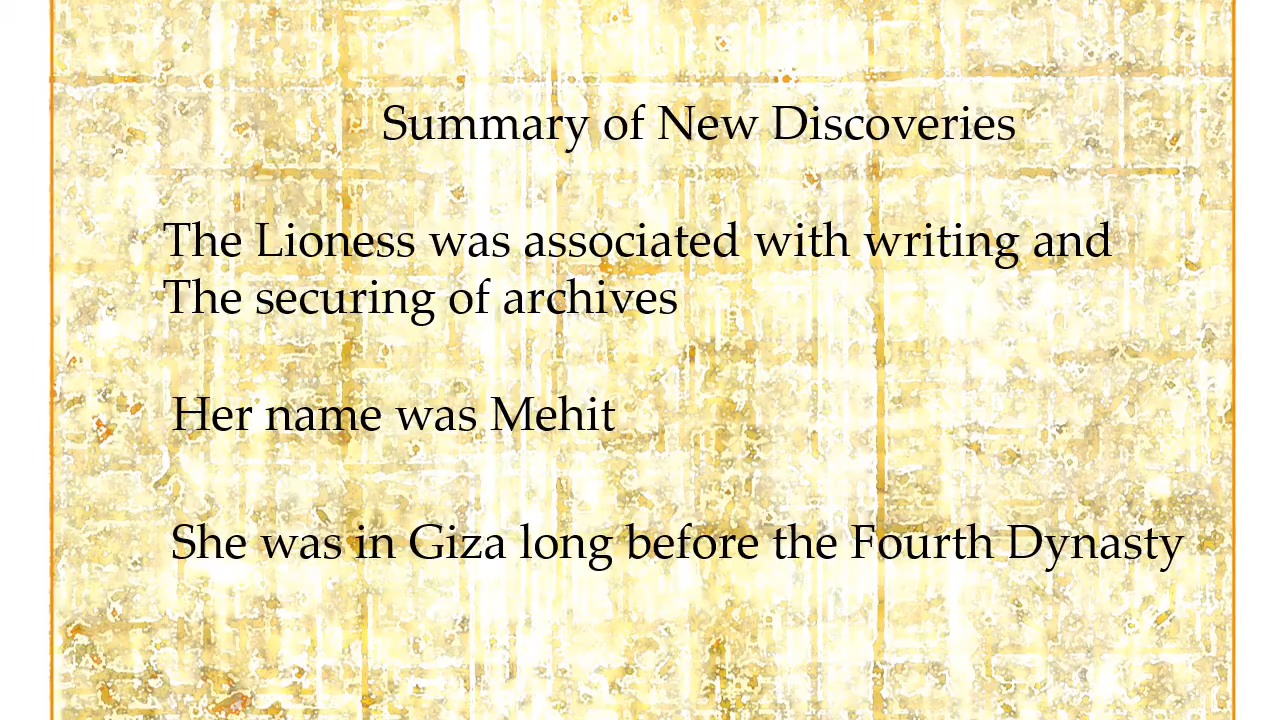 Summary of New Discoveries
The Lioness was associated with writing and
The securing of archives
Her name was Mehit
She was in Giza long before the Fourth Dynasty